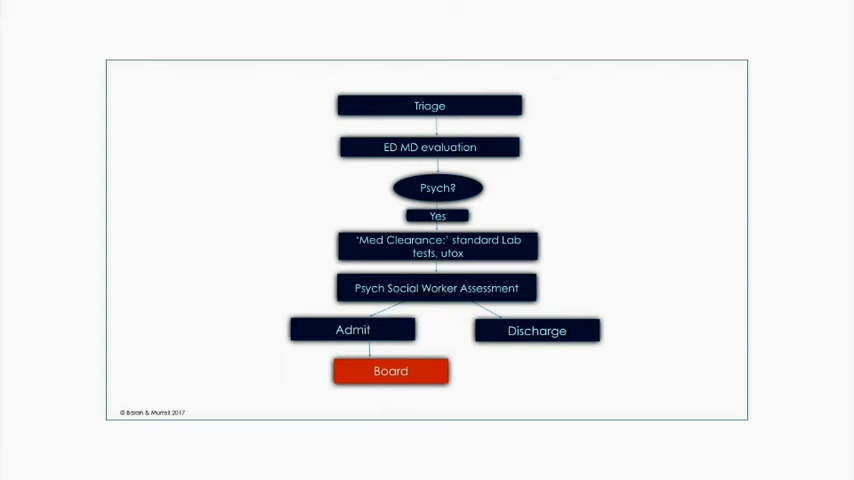 Triage
ED MD evaluation
Psych?
Yes
‘Med Clearance:’ standard Lab
tests, utox
Psych Social Worker Assessment
Admit
Discharge
Board
© Balan & Murrell 2017